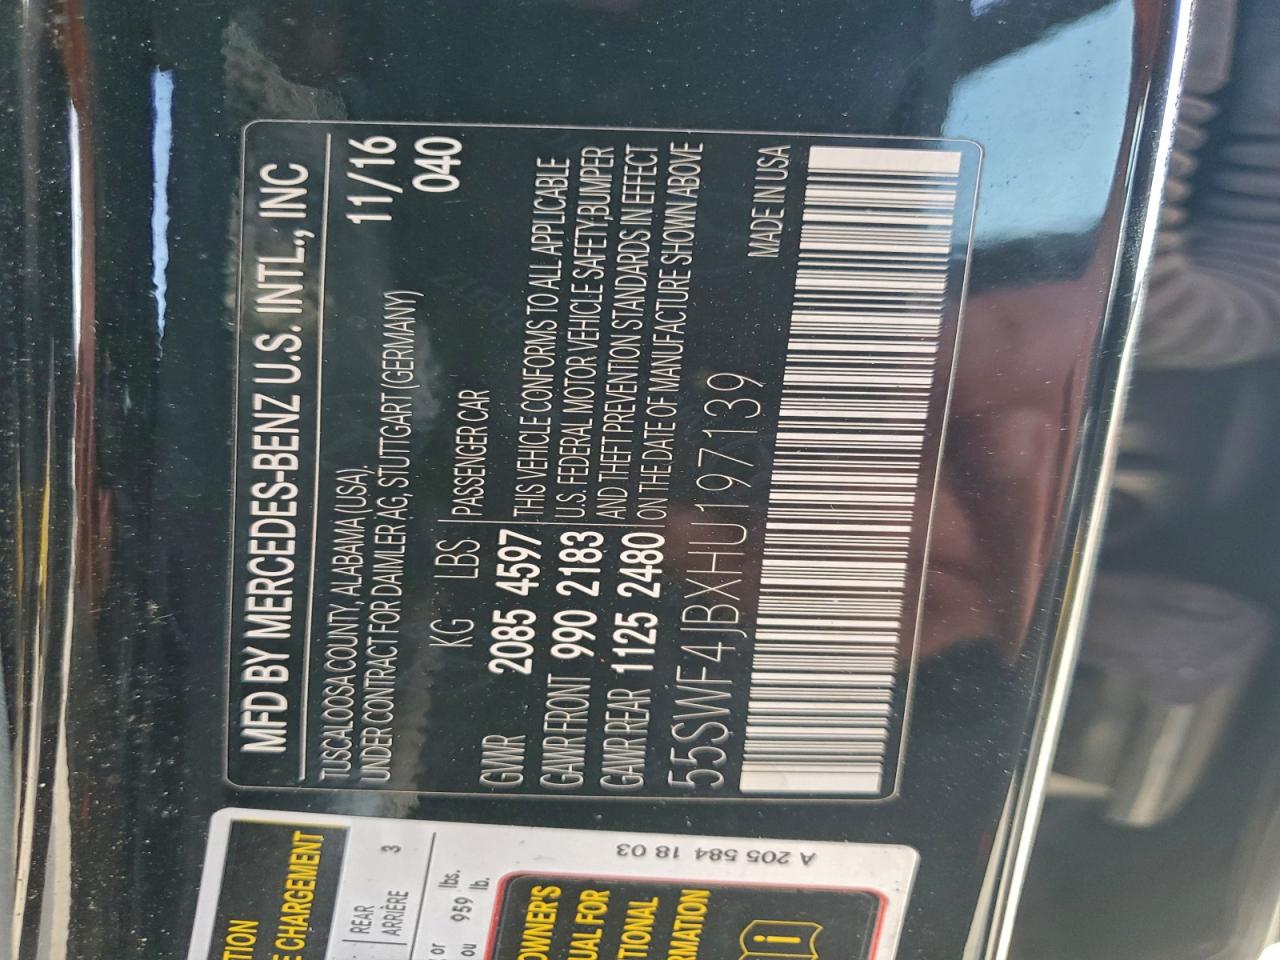 MFD BY MERCEDES-BENZ U.S. INTL., INC
TUSCALOOSA COUNTY, ALABAMA (USA), 11/16
UNDER CONTRACT FOR DAIMLER AG, STUTTGART (GERMANY)
040
KG LBS PASSENGER CAR
GVWR 2085 4597 THIS VEHICLE CONFORMS TO ALL APPLICABLE
GAWR FRONT 990 2183 U.S. FEDERAL MOTOR VEHICLE SAFETY,BUMPER
GAWR REAR 1125 2480 AND THEFT PREVENTION STANDARDS IN EFFECT
ON THE DATE OF MANUFACTURE SHOWN ABOVE
55SWF4JBXHU197139
MADE IN USA
TION
E CHARGEMENT
REAR
ARRIÈRE 3
or lbs.
ou 959 lb.
OWNER'S
UAL FOR
TIONAL
RMATION
i
A 205 584 18 03